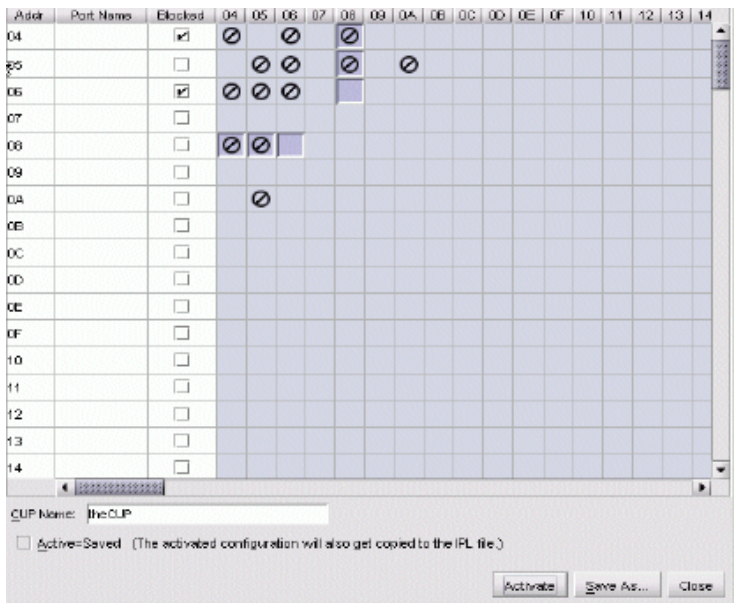 Addr Port Name Blocked 04 05 06 07 08 09 0A 0B 0C 0D 0E 0F 10 11 12 13 14
04
05
06
07
08
09
0A
0B
0C
0D
0E
0F
10
11
12
13
14
CUP Name: theCUP
Active=Saved (The activated configuration will also get copied to the IPL file.)
Activate Save As... Close